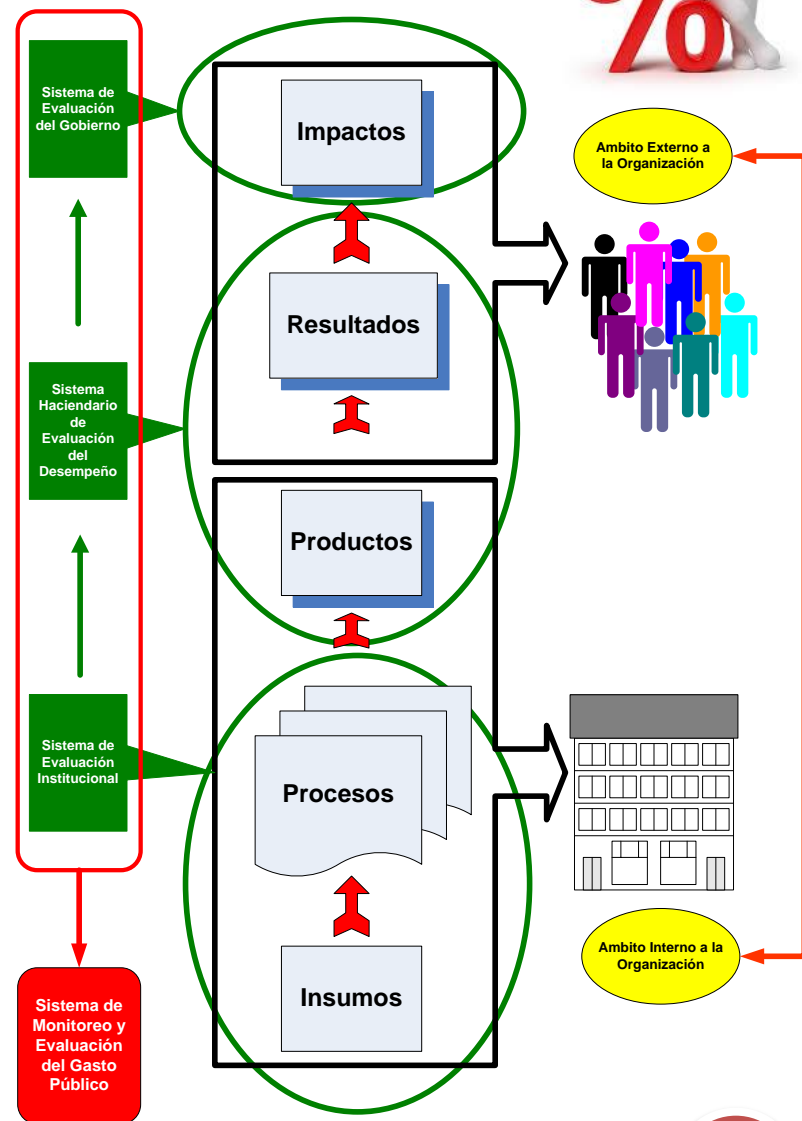 %
Sistema de
Evaluación
del Gobierno
Impactos
Ambito Externo a
la Organización
Resultados
Sistema
Haciendario
de
Evaluación
del
Desempeño
Productos
Sistema de
Evaluación
Institucional
Procesos
Ambito Interno a la
Organización
Insumos
Sistema de
Monitoreo y
Evaluación
del Gasto
Público